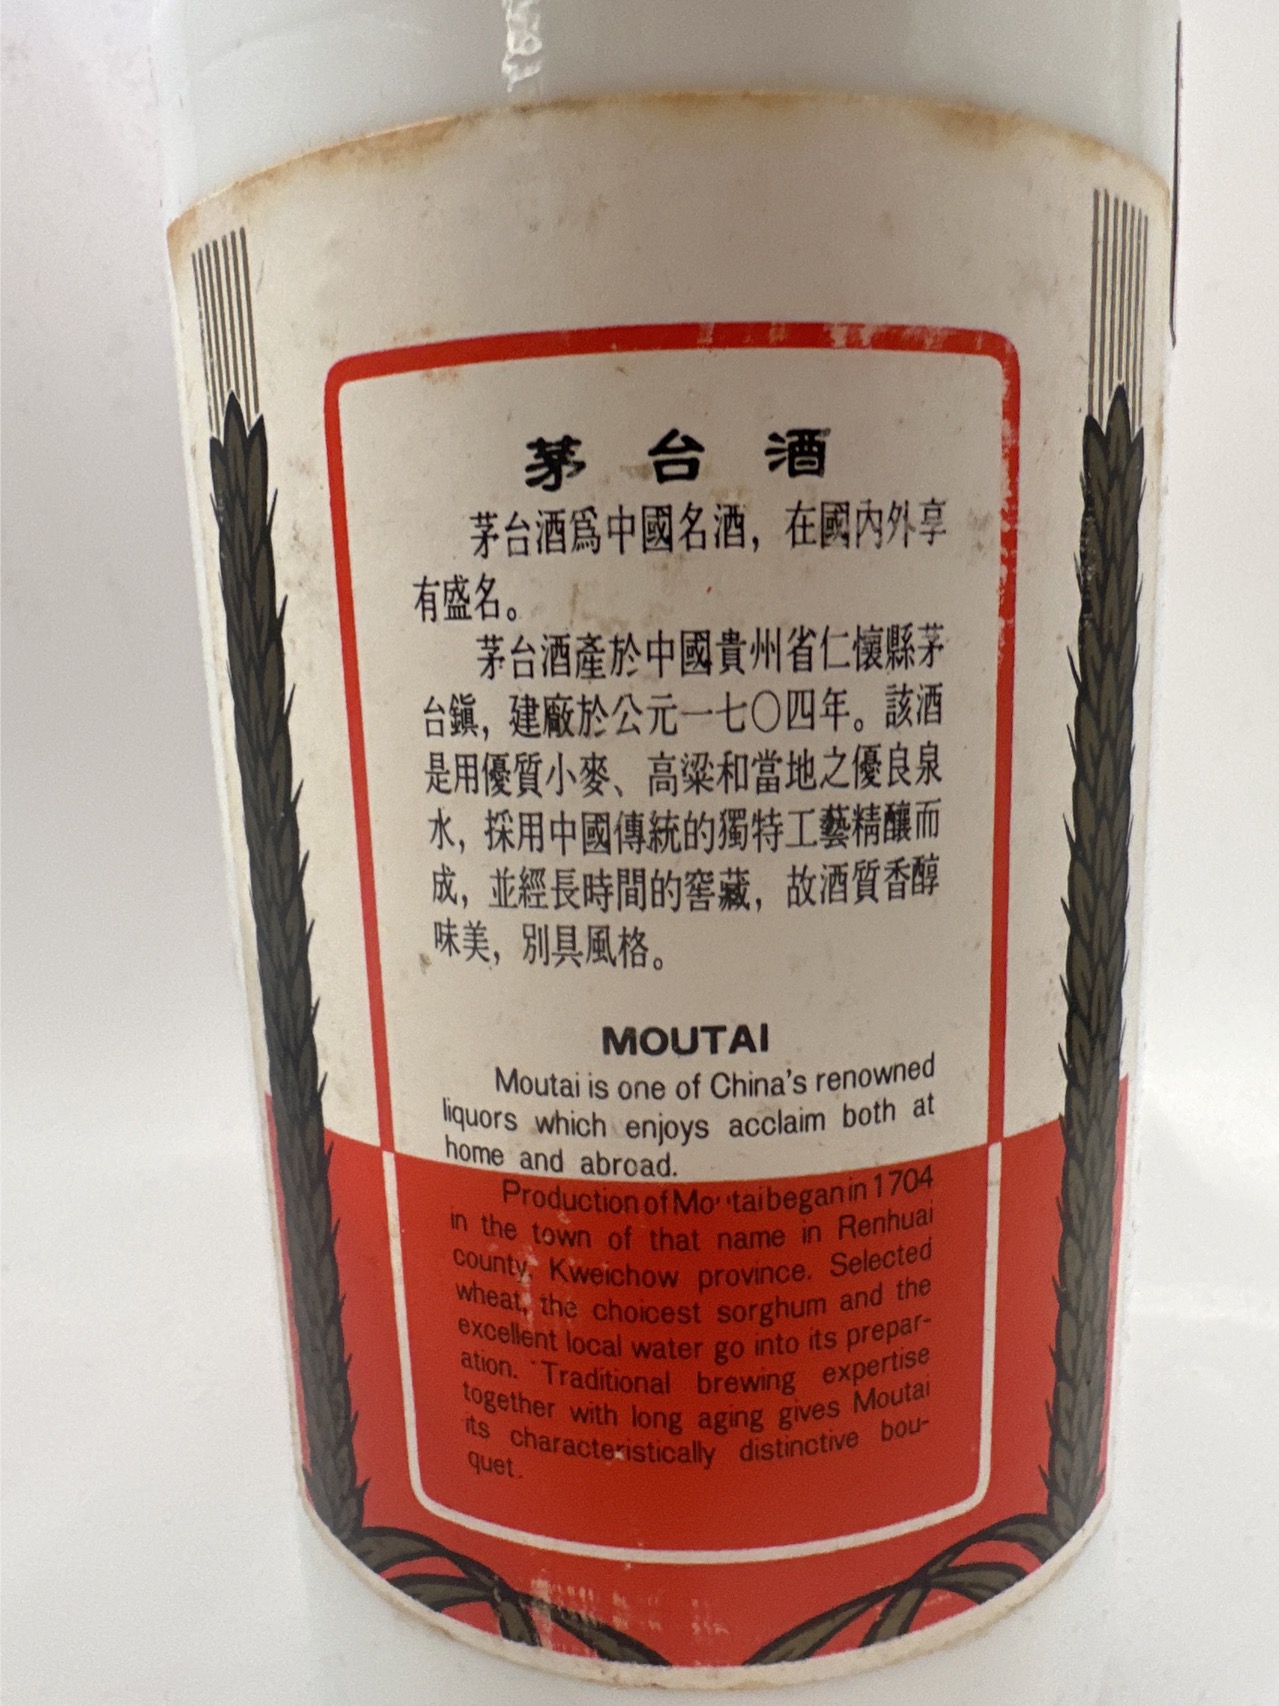 茅台酒
茅台酒爲中國名酒，在國內外享
有盛名。
茅台酒產於中國貴州省仁懷縣茅
台鎮，建廠於公元一七〇四年。該酒
是用優質小麥、高粱和當地之優良泉
水，採用中國傳統的獨特工藝精釀而
成，並經長時間的窖藏，故酒質香醇
味美，別具風格。
MOUTAI
Moutai is one of China's renowned
liquors which enjoys acclaim both at
home and abroad.
Production of Moutai began in 1704
in the town of that name in Renhuai
county, Kweichow province. Selected
wheat, the choicest sorghum and the
excellent local water go into its prepar-
ation. Traditional brewing expertise
together with long aging gives Moutai
its characteristically distinctive bou-
quet.